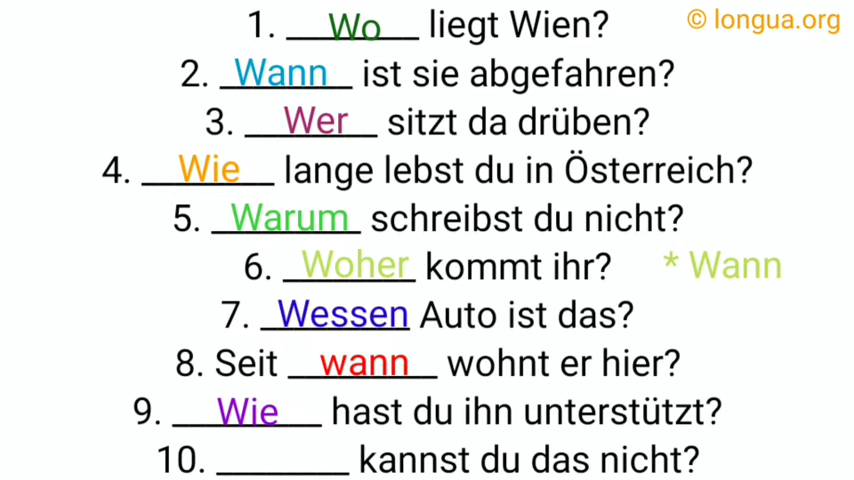 © longua.org
1. Wo liegt Wien?
2. Wann ist sie abgefahren?
3. Wer sitzt da drüben?
4. Wie lange lebst du in Österreich?
5. Warum schreibst du nicht?
6. Woher kommt ihr? * Wann
7. Wessen Auto ist das?
8. Seit wann wohnt er hier?
9. Wie hast du ihn unterstützt?
10. ________ kannst du das nicht?